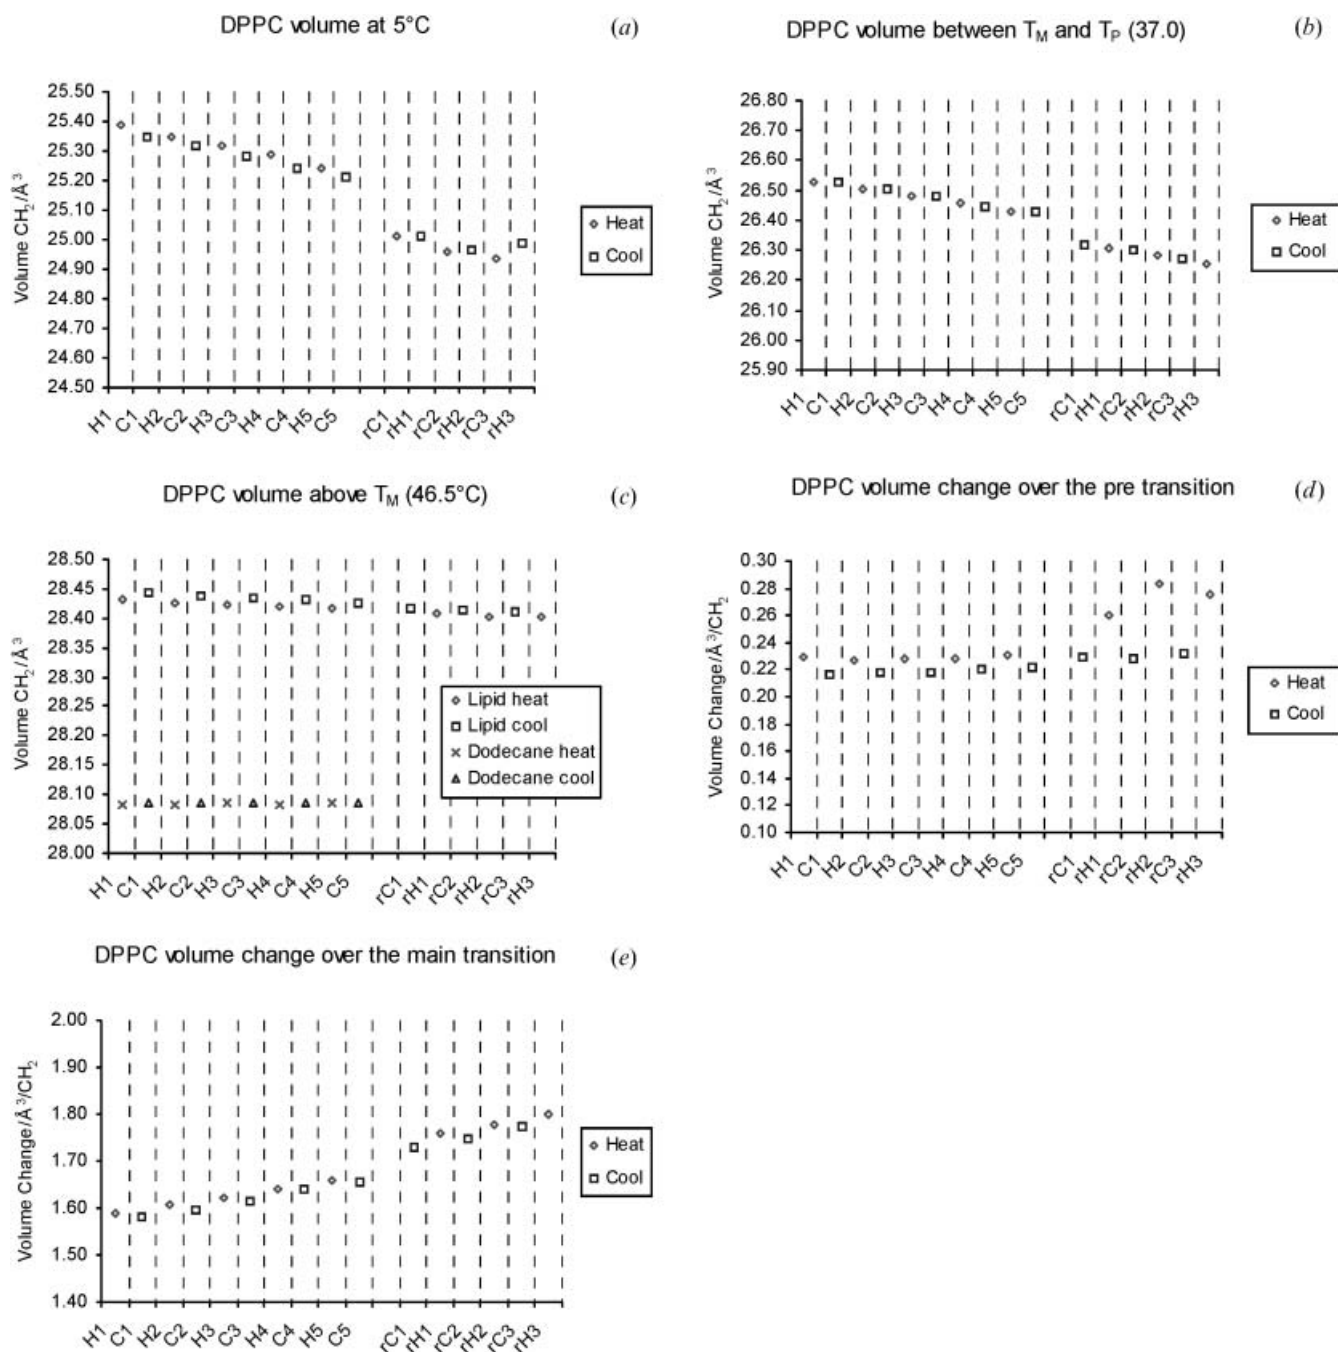 DPPC volume at 5°C
(a)
Volume CH₂/Å³
25.50
25.40
25.30
25.20
25.10
25.00
24.90
24.80
24.70
24.60
24.50
H1 C1 H2 C2 H3 C3 H4 C4 H5 C5 rC1 rH1 rC2 rH2 rC3 rH3
Heat
Cool
DPPC volume between T_M and T_P (37.0)
(b)
Volume CH₂/Å³
26.80
26.70
26.60
26.50
26.40
26.30
26.20
26.10
26.00
25.90
H1 C1 H2 C2 H3 C3 H4 C4 H5 C5 rC1 rH1 rC2 rH2 rC3 rH3
Heat
Cool
DPPC volume above T_M (46.5°C)
(c)
Volume CH₂/Å³
28.50
28.45
28.40
28.35
28.30
28.25
28.20
28.15
28.10
28.05
28.00
H1 C1 H2 C2 H3 C3 H4 C4 H5 C5 rC1 rH1 rC2 rH2 rC3 rH3
Lipid heat
Lipid cool
Dodecane heat
Dodecane cool
DPPC volume change over the pre transition
(d)
Volume Change/Å³/CH₂
0.30
0.28
0.26
0.24
0.22
0.20
0.18
0.16
0.14
0.12
0.10
H1 C1 H2 C2 H3 C3 H4 C4 H5 C5 rC1 rH1 rC2 rH2 rC3 rH3
Heat
Cool
DPPC volume change over the main transition
(e)
Volume Change/Å³/CH₂
2.00
1.90
1.80
1.70
1.60
1.50
1.40
H1 C1 H2 C2 H3 C3 H4 C4 H5 C5 rC1 rH1 rC2 rH2 rC3 rH3
Heat
Cool